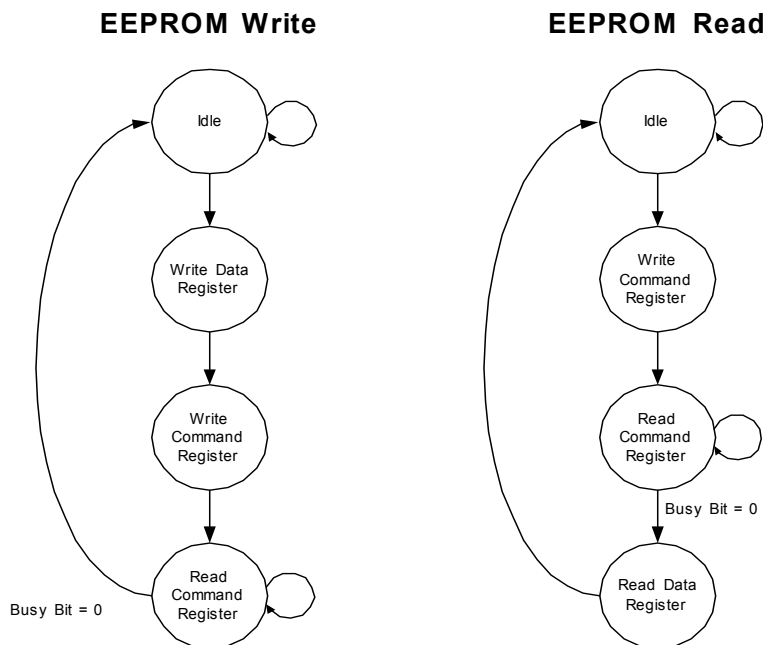 EEPROM Write
Idle
Write Data
Register
Write
Command
Register
Read
Command
Register
Busy Bit = 0
EEPROM Read
Idle
Write
Command
Register
Read
Command
Register
Busy Bit = 0
Read Data
Register